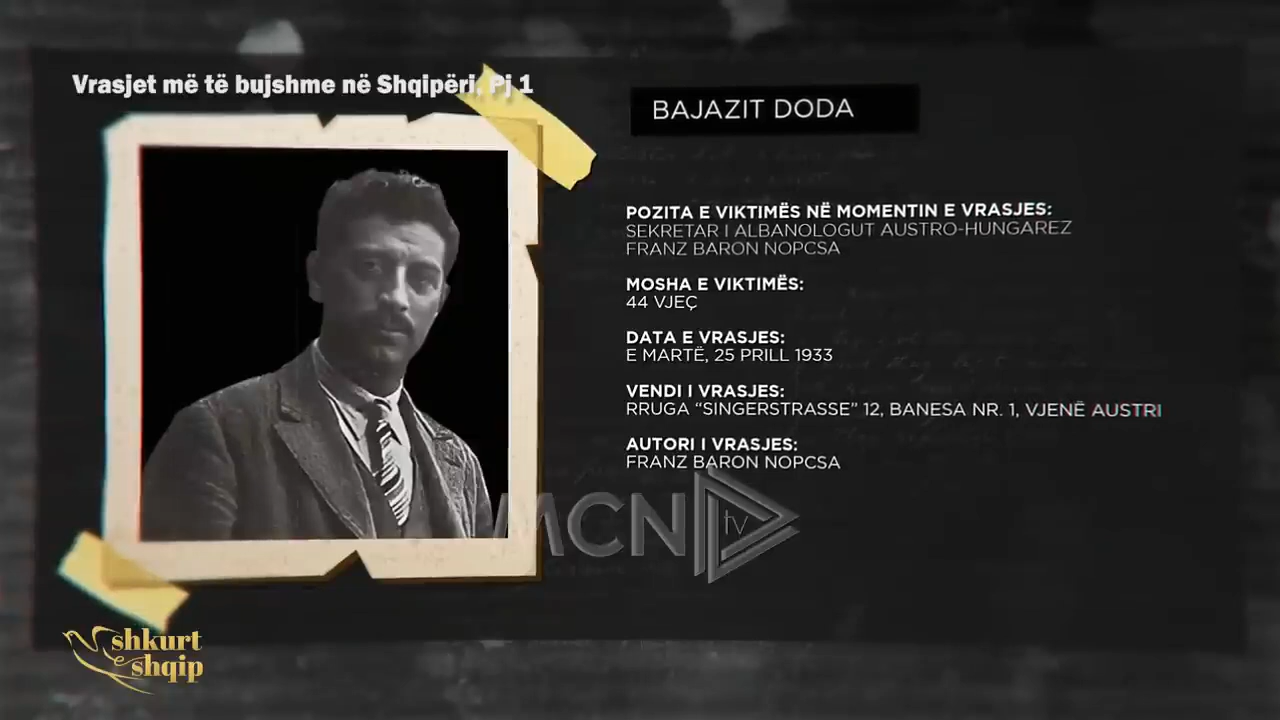 Vrasjet më të bujshme në Shqipëri, Pj 1
BAJAZIT DODA
POZITA E VIKTIMËS NË MOMENTIN E VRASJES:
SEKRETAR I ALBANOLOGUT AUSTRO-HUNGAREZ
FRANZ BARON NOPCSA
MOSHA E VIKTIMËS:
44 VJEÇ
DATA E VRASJES:
E MARTË, 25 PRILL 1933
VENDI I VRASJES:
RRUGA “SINGERSTRASSE” 12, BANESA NR. 1, VJENË AUSTRI
AUTORI I VRASJES:
FRANZ BARON NOPCSA
MCN tv
shkurt
e shqip